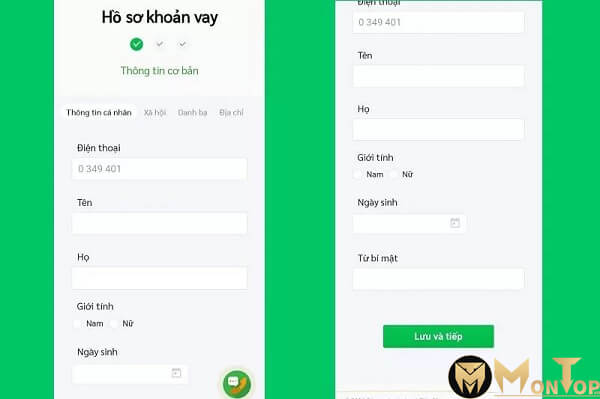 Hồ sơ khoản vay
Thông tin cơ bản
Thông tin cá nhân Xã hội Danh bạ Địa chỉ
Điện thoại
0 349 401
Tên
Họ
Giới tính
Nam Nữ
Ngày sinh
Điện thoại
0 349 401
Tên
Họ
Giới tính
Nam Nữ
Ngày sinh
Từ bí mật
Lưu và tiếp
MONTOP